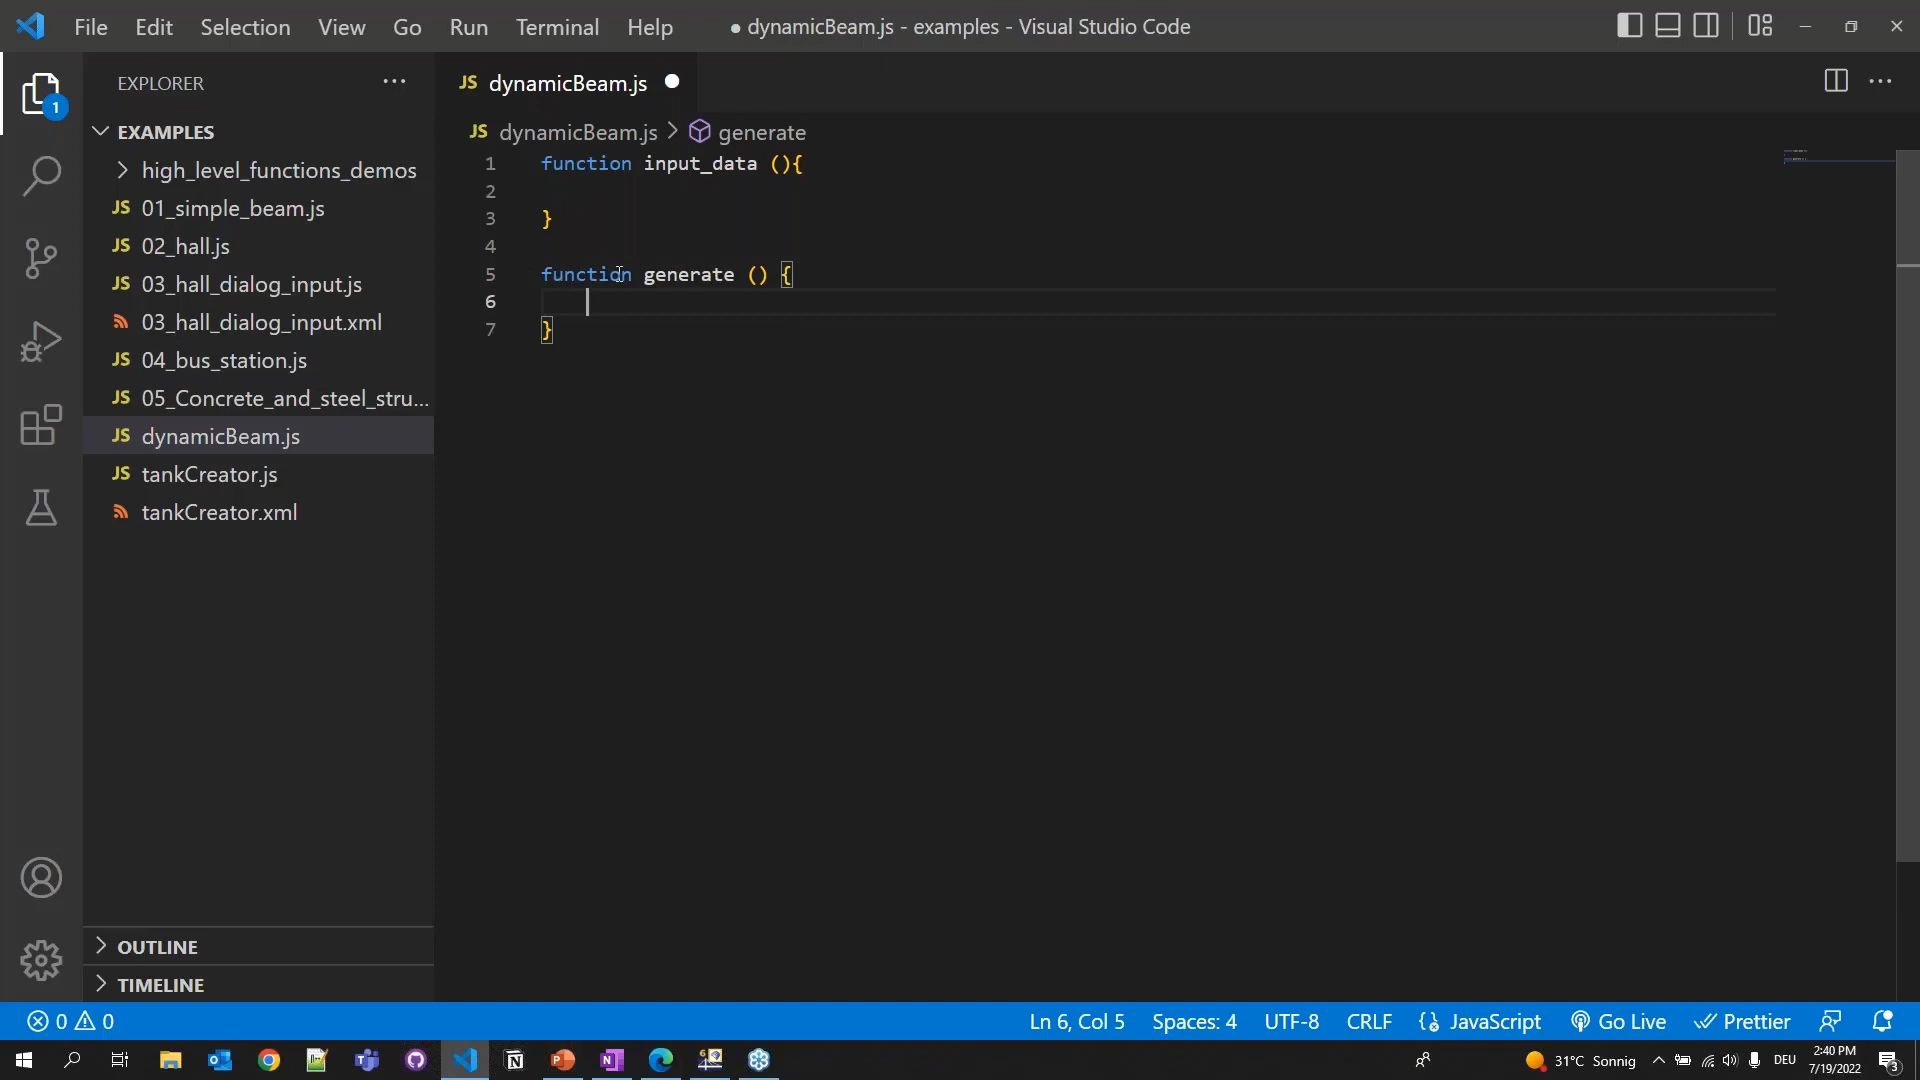 File Edit Selection View Go Run Terminal Help ● dynamicBeam.js - examples - Visual Studio Code
EXPLORER
1
EXAMPLES
high_level_functions_demos
JS 01_simple_beam.js
JS 02_hall.js
JS 03_hall_dialog_input.js
03_hall_dialog_input.xml
JS 04_bus_station.js
JS 05_Concrete_and_steel_stru...
JS dynamicBeam.js
JS tankCreator.js
tankCreator.xml
OUTLINE
TIMELINE
JS dynamicBeam.js
JS dynamicBeam.js > generate
1 function input_data (){
2
3 }
4
5 function generate () {
6
7 }
0 0 Ln 6, Col 5 Spaces: 4 UTF-8 CRLF JavaScript Go Live Prettier
31°C Sonnig DEU 2:40 PM
7/19/2022
3